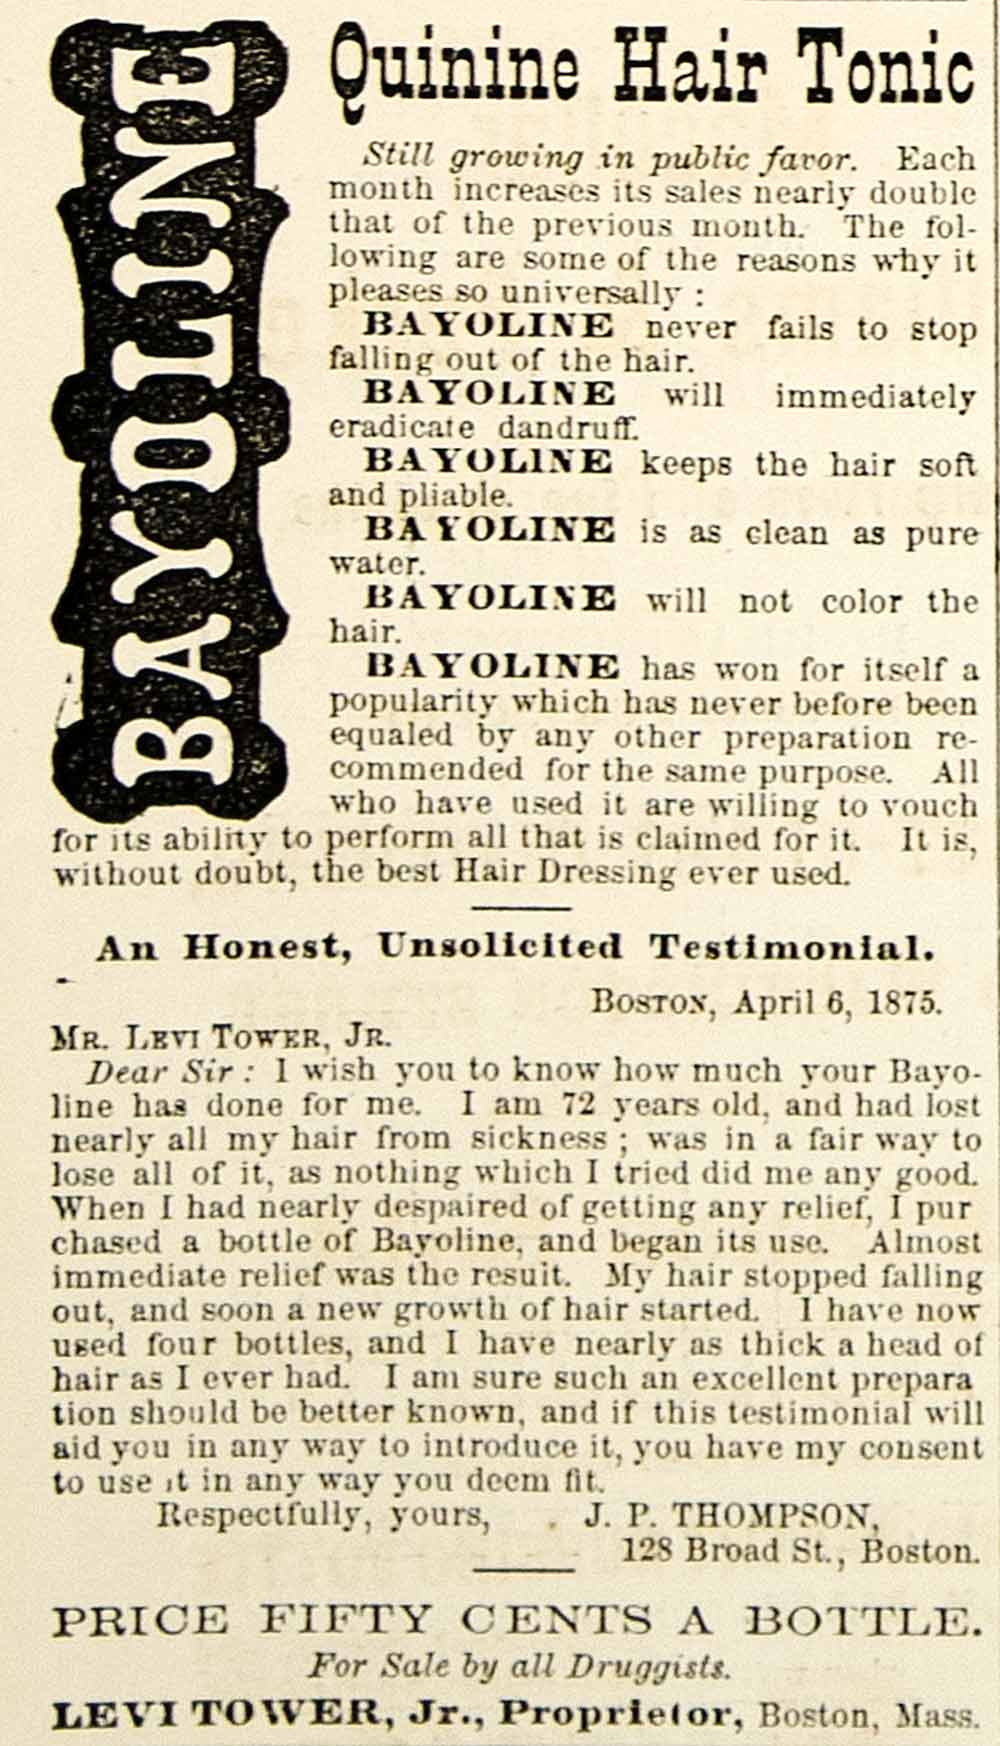 BAYOLINE
Quinine Hair Tonic
Still growing in public favor. Each
month increases its sales nearly double
that of the previous month. The fol-
lowing are some of the reasons why it
pleases so universally :
BAYOLINE never fails to stop
falling out of the hair.
BAYOLINE will immediately
eradicate dandruff.
BAYOLINE keeps the hair soft
and pliable.
BAYOLINE is as clean as pure
water.
BAYOLINE will not color the
hair.
BAYOLINE has won for itself a
popularity which has never before been
equaled by any other preparation re-
commended for the same purpose. All
who have used it are willing to vouch
for its ability to perform all that is claimed for it. It is,
without doubt, the best Hair Dressing ever used.
An Honest, Unsolicited Testimonial.
BOSTON, April 6, 1875.
MR. LEVI TOWER, JR.
Dear Sir : I wish you to know how much your Bayo-
line has done for me. I am 72 years old, and had lost
nearly all my hair from sickness ; was in a fair way to
lose all of it, as nothing which I tried did me any good.
When I had nearly despaired of getting any relief, I pur
chased a bottle of Bayoline, and began its use. Almost
immediate relief was the result. My hair stopped falling
out, and soon a new growth of hair started. I have now
used four bottles, and I have nearly as thick a head of
hair as I ever had. I am sure such an excellent prepara
tion should be better known, and if this testimonial will
aid you in any way to introduce it, you have my consent
to use it in any way you deem fit.
Respectfully, yours, J. P. THOMPSON,
128 Broad St., Boston.
PRICE FIFTY CENTS A BOTTLE.
For Sale by all Druggists.
LEVI TOWER, Jr., Proprietor, Boston, Mass.